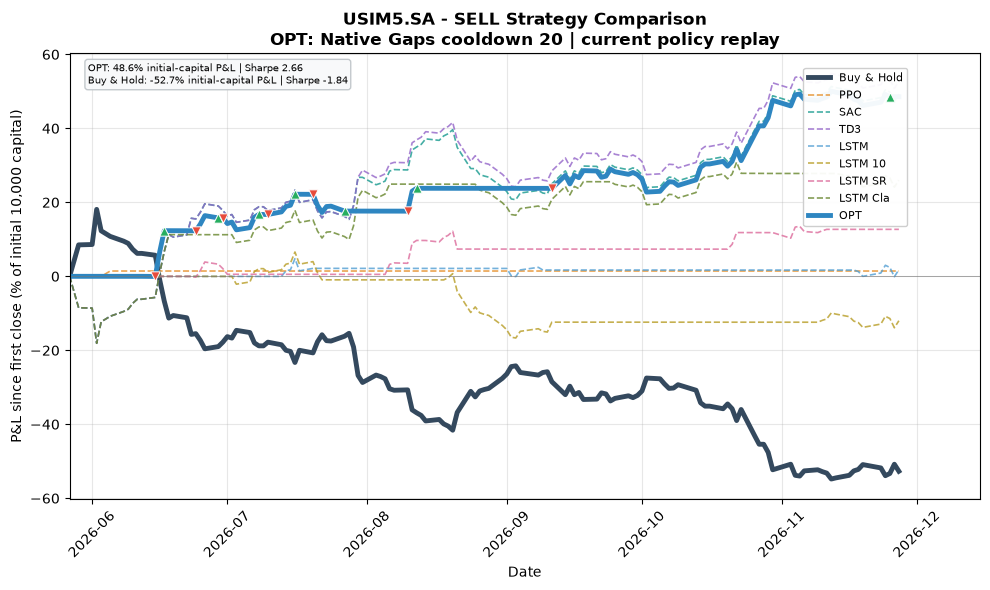 USIM5.SA - SELL Strategy Comparison
OPT: Native Gaps cooldown 20 | current policy replay
OPT: 48.6% initial-capital P&L | Sharpe 2.66
Buy & Hold: -52.7% initial-capital P&L | Sharpe -1.84
Buy & Hold
PPO
SAC
TD3
LSTM
LSTM 10
LSTM SR
LSTM Cla
OPT
P&L since first close (% of initial 10,000 capital)
60
40
20
0
−20
−40
−60
2026-06
2026-07
2026-08
2026-09
2026-10
2026-11
2026-12
Date